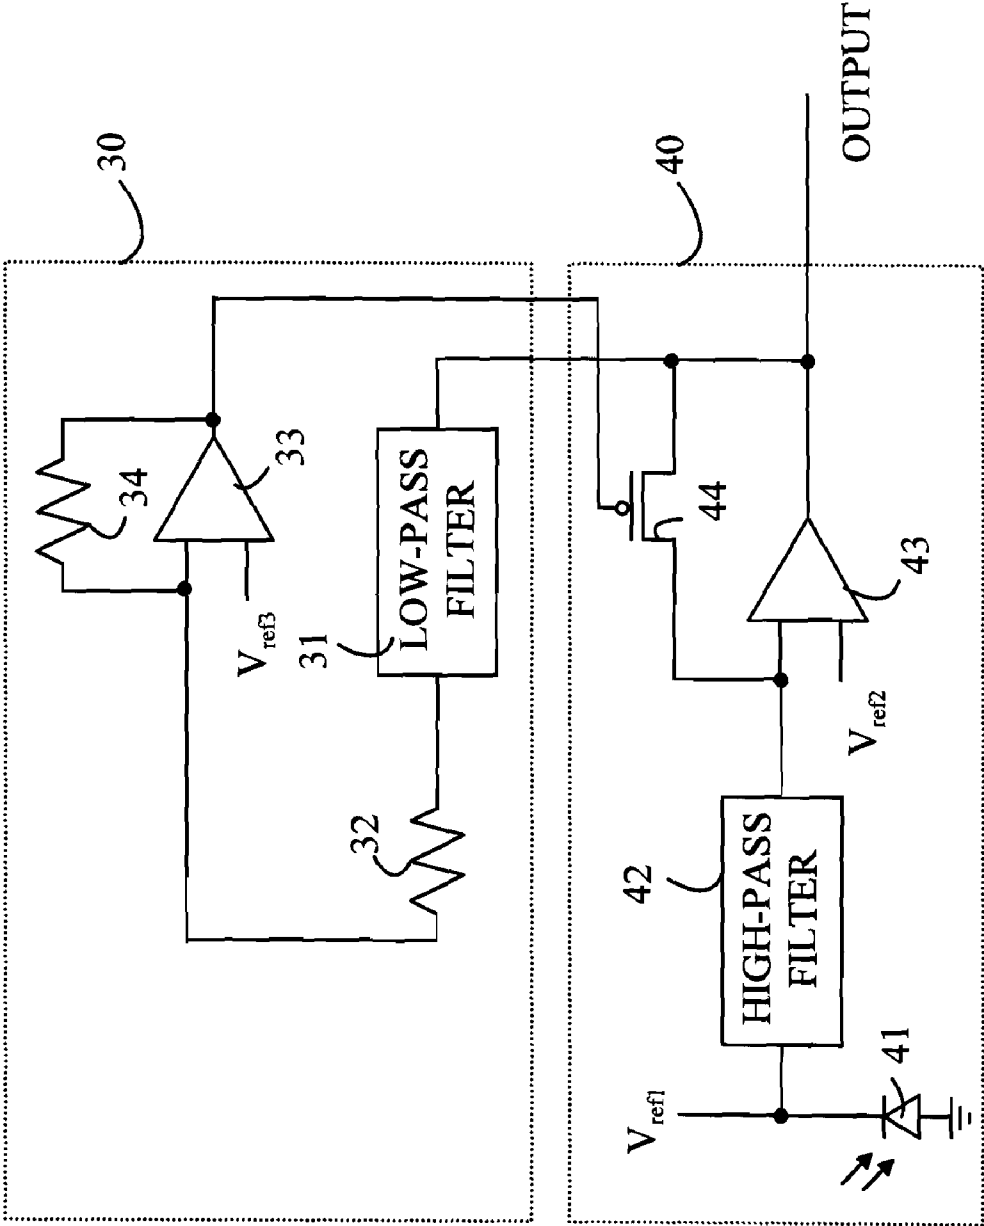 30
34
33
V_ref3
31
LOW-PASS
FILTER
32
40
OUTPUT
44
43
V_ref2
42
HIGH-PASS
FILTER
V_ref1
41